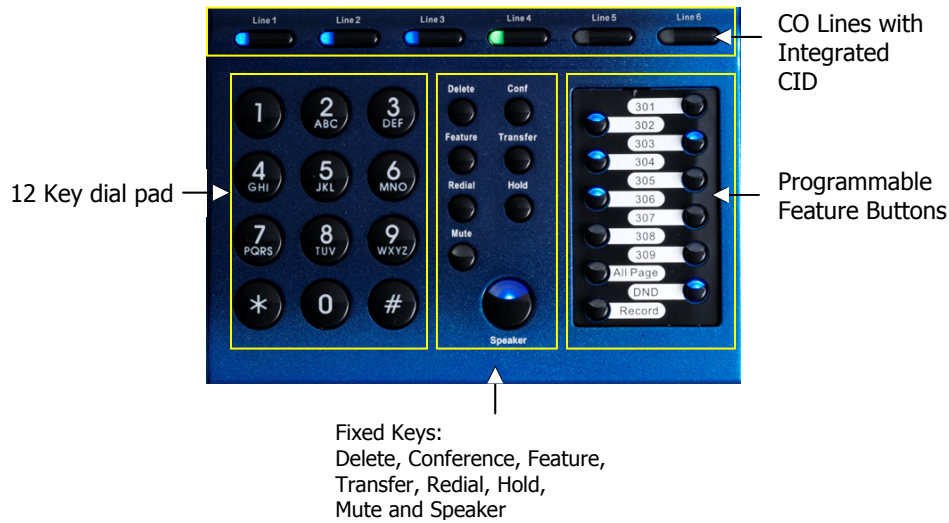 Line 1 Line 2 Line 3 Line 4 Line 5 Line 6
CO Lines with
Integrated
CID
1
2
ABC
3
DEF
4
GHI
5
JKL
6
MNO
7
PQRS
8
TUV
9
WXYZ
*
0
#
12 Key dial pad
Delete Conf
Feature Transfer
Redial Hold
Mute
Speaker
301
302
303
304
305
306
307
308
309
All Page
DND
Record
Programmable
Feature Buttons
Fixed Keys:
Delete, Conference, Feature,
Transfer, Redial, Hold,
Mute and Speaker